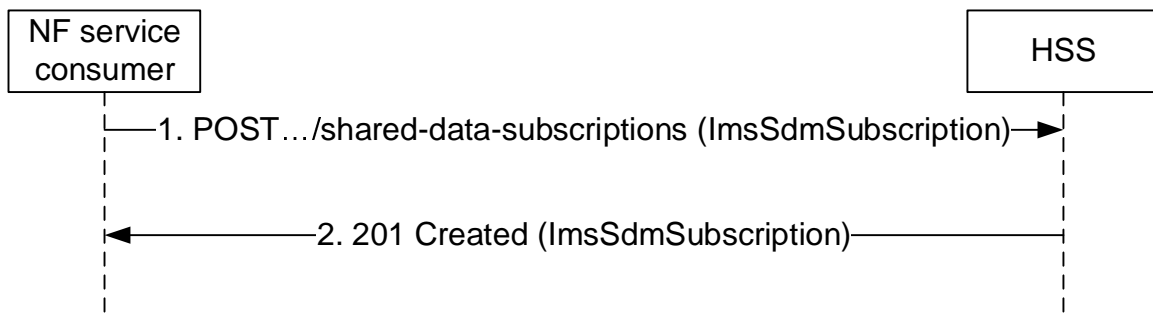 NF service
consumer
HSS
1. POST…/shared-data-subscriptions (ImsSdmSubscription)
2. 201 Created (ImsSdmSubscription)